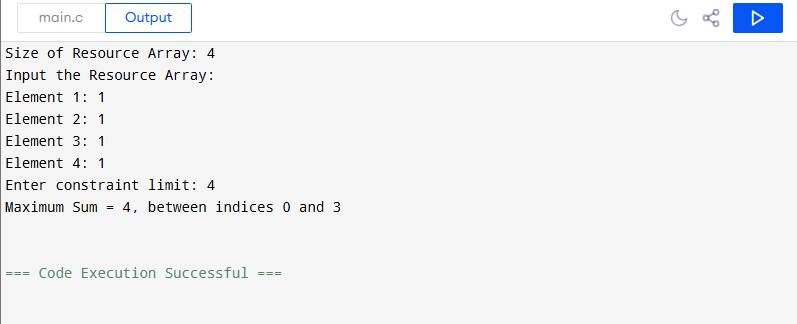 main.c Output
Size of Resource Array: 4
Input the Resource Array:
Element 1: 1
Element 2: 1
Element 3: 1
Element 4: 1
Enter constraint limit: 4
Maximum Sum = 4, between indices 0 and 3
=== Code Execution Successful ===